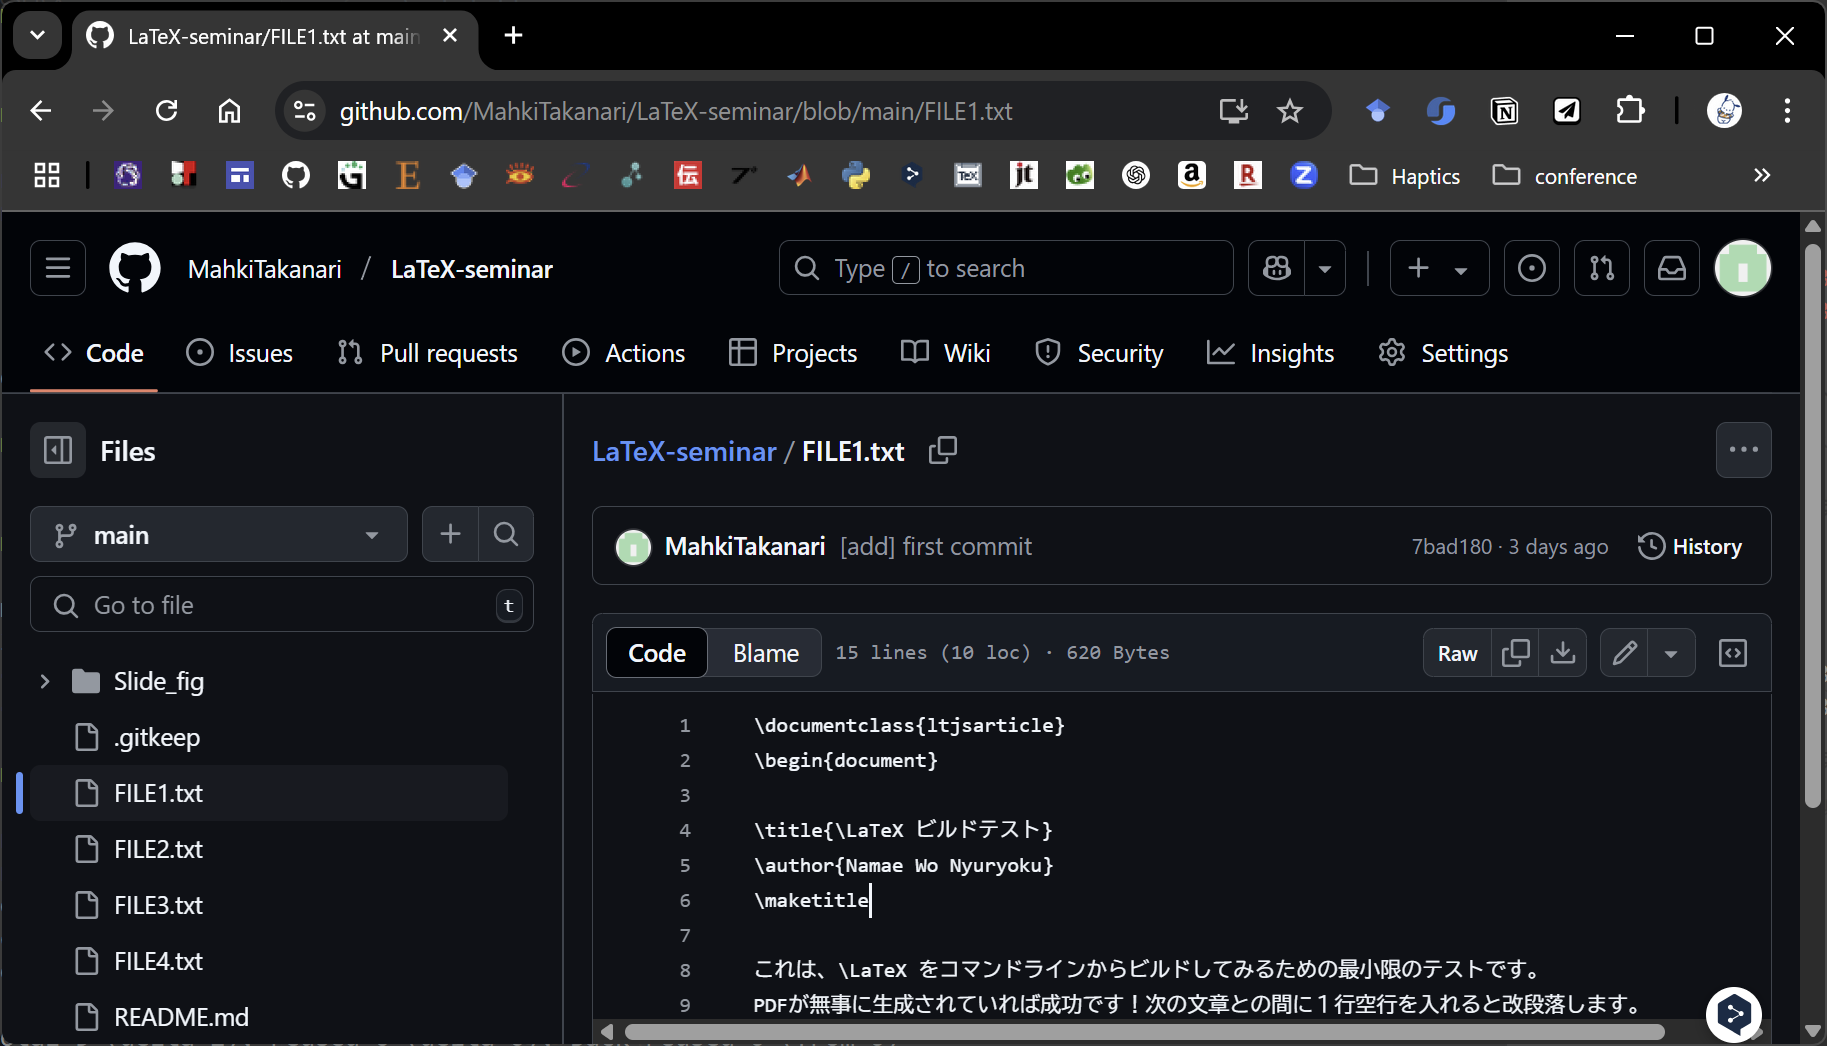 LaTeX-seminar/FILE1.txt at main
github.com/MahkiTakanari/LaTeX-seminar/blob/main/FILE1.txt
Haptics
conference
MahkiTakanari / LaTeX-seminar
Type / to search
Code
Issues
Pull requests
Actions
Projects
Wiki
Security
Insights
Settings
Files
main
Go to file
t
Slide_fig
.gitkeep
FILE1.txt
FILE2.txt
FILE3.txt
FILE4.txt
README.md
LaTeX-seminar / FILE1.txt
MahkiTakanari [add] first commit
7bad180 · 3 days ago
History
Code
Blame
15 lines (10 loc) · 620 Bytes
Raw
1 \documentclass{ltjsarticle}
2 \begin{document}
3
4 \title{\LaTeX ビルドテスト}
5 \author{Namae Wo Nyuryoku}
6 \maketitle
7
8 これは、\LaTeX をコマンドラインからビルドしてみるための最小限のテストです。
9 PDFが無事に生成されていれば成功です！次の文章との間に１行空行を入れると改段落します。